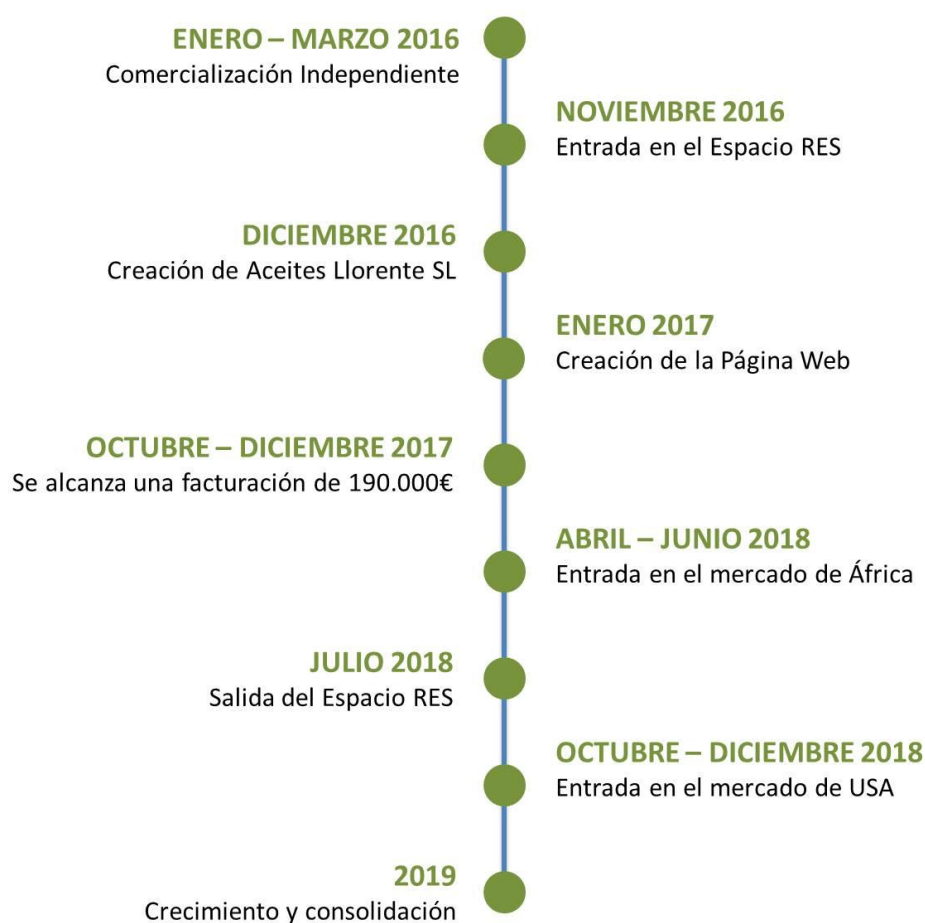 ENERO – MARZO 2016
Comercialización Independiente
NOVIEMBRE 2016
Entrada en el Espacio RES
DICIEMBRE 2016
Creación de Aceites Llorente SL
ENERO 2017
Creación de la Página Web
OCTUBRE – DICIEMBRE 2017
Se alcanza una facturación de 190.000€
ABRIL – JUNIO 2018
Entrada en el mercado de África
JULIO 2018
Salida del Espacio RES
OCTUBRE – DICIEMBRE 2018
Entrada en el mercado de USA
2019
Crecimiento y consolidación